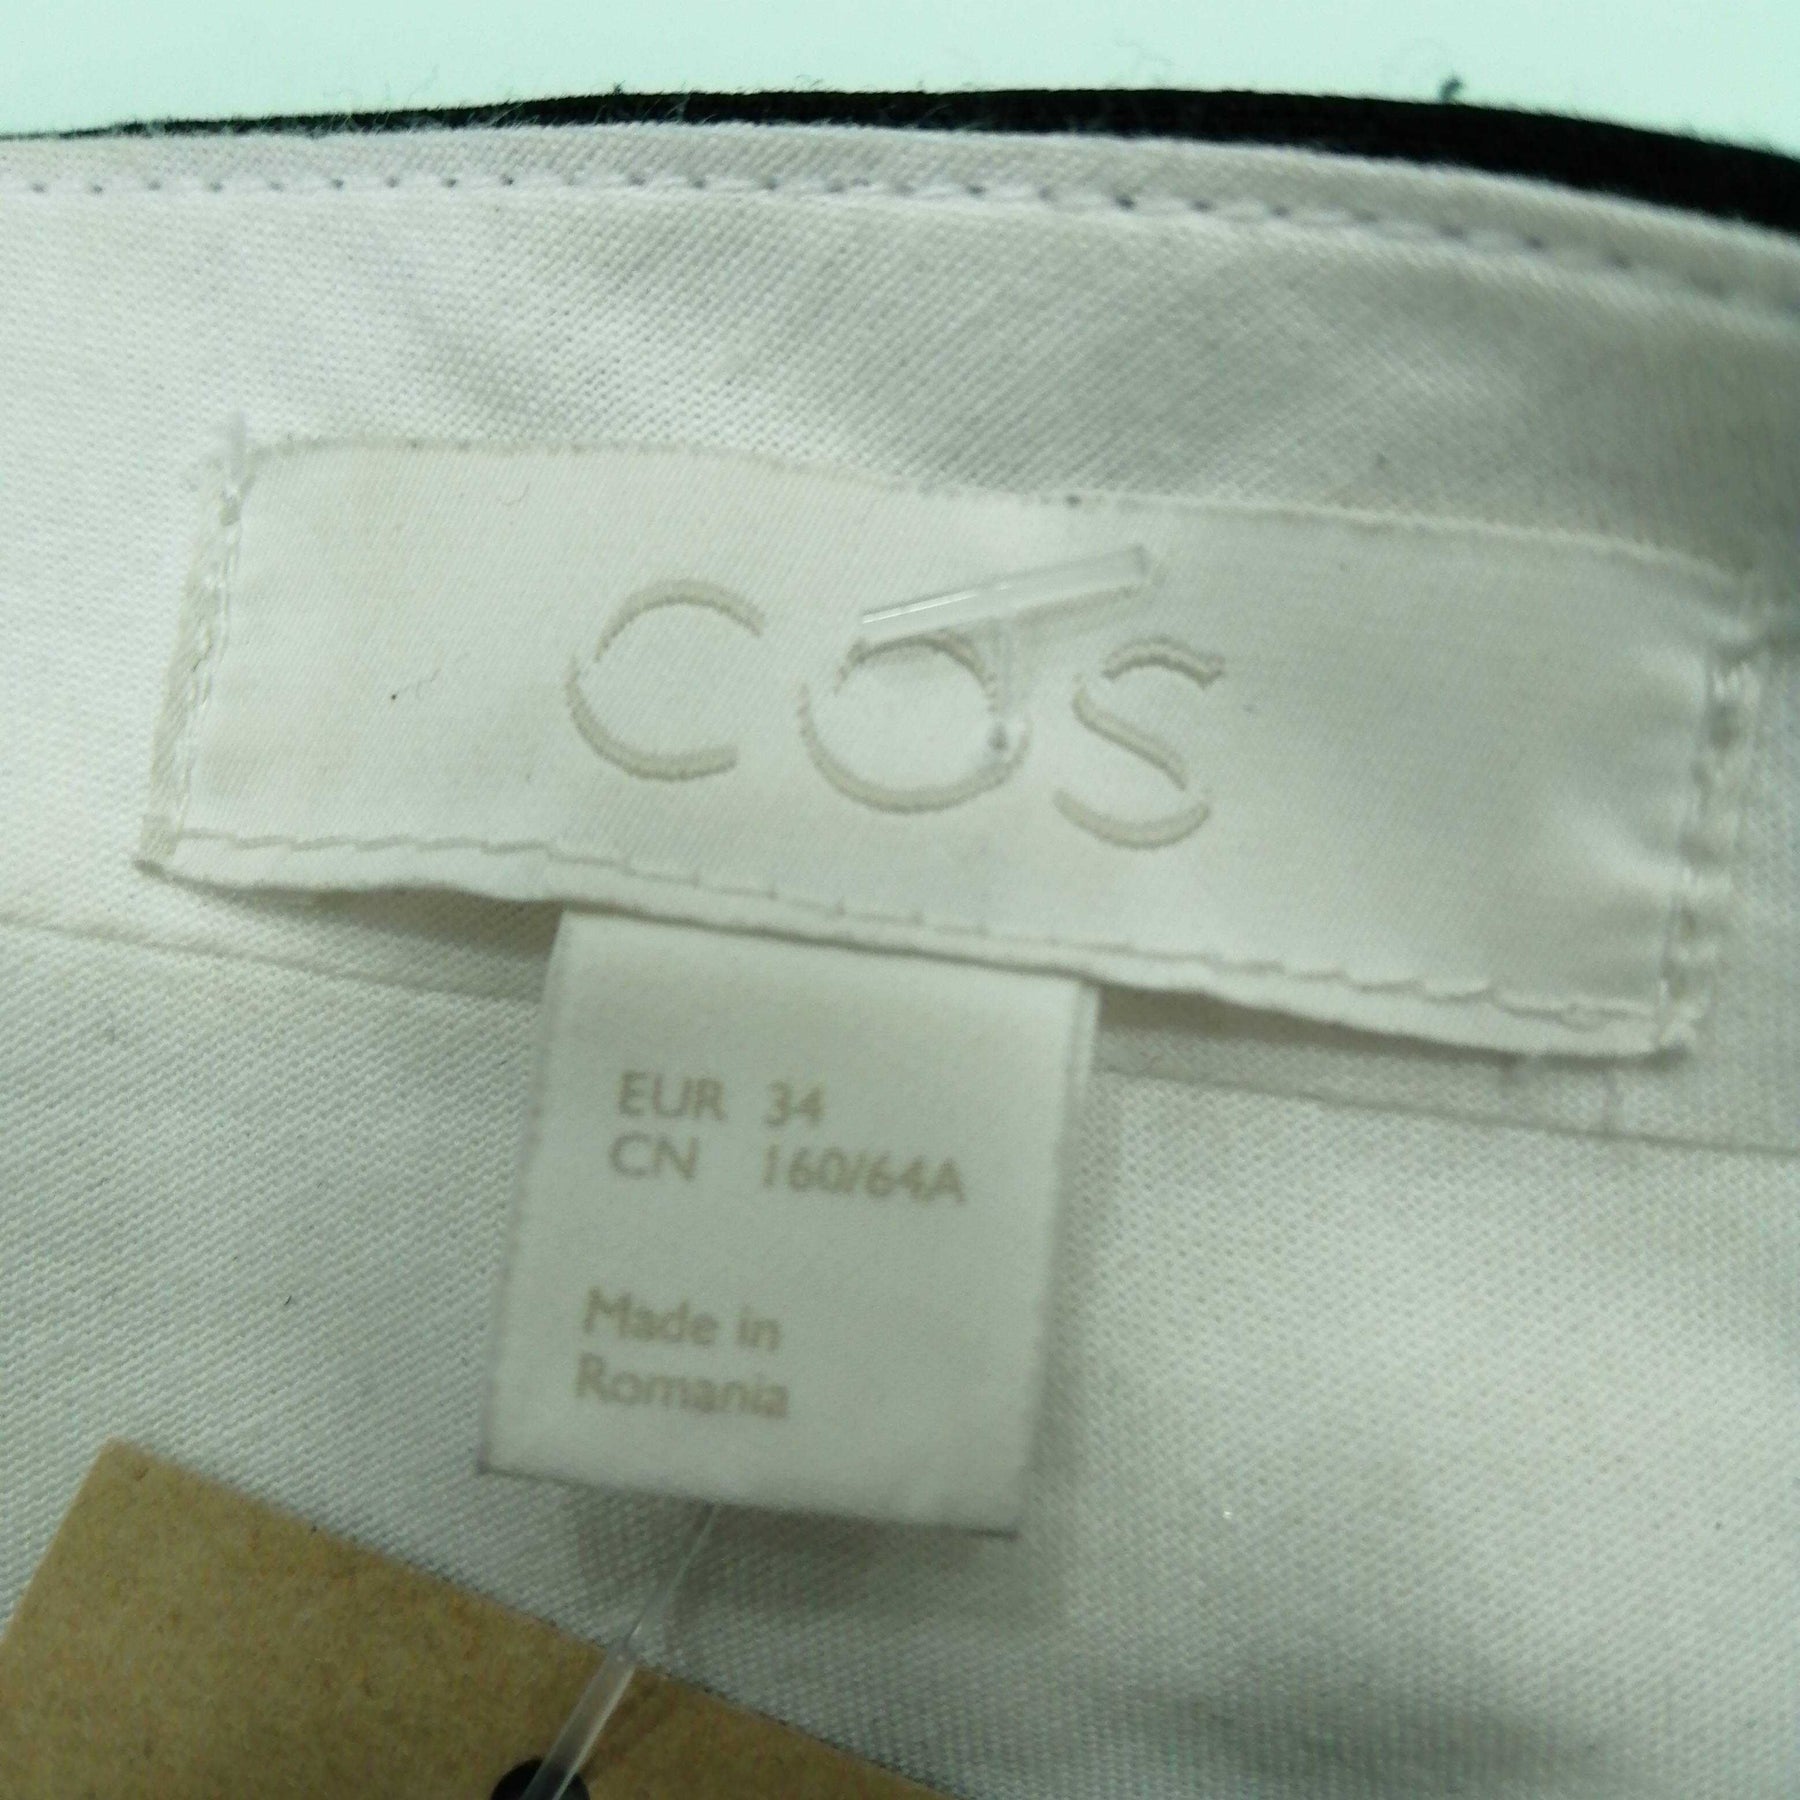 COS
EUR 34
CN 160/64A
Made in
Romania